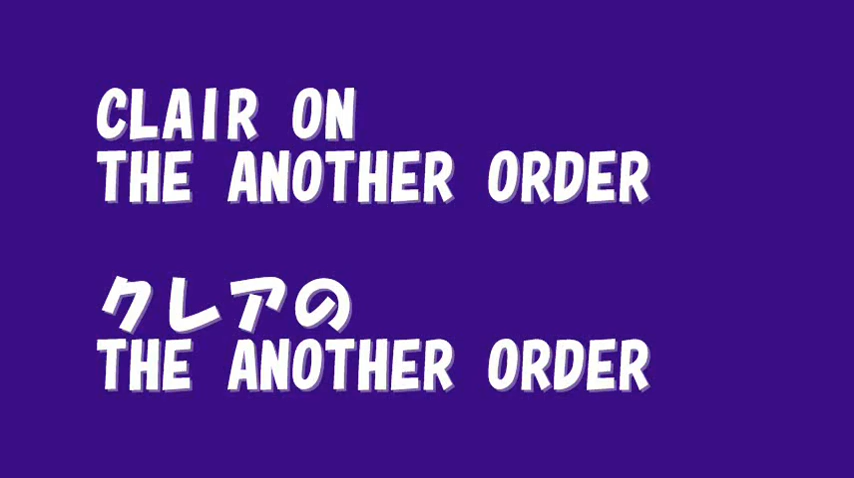 CLAIR ON
THE ANOTHER ORDER
クレアの
THE ANOTHER ORDER